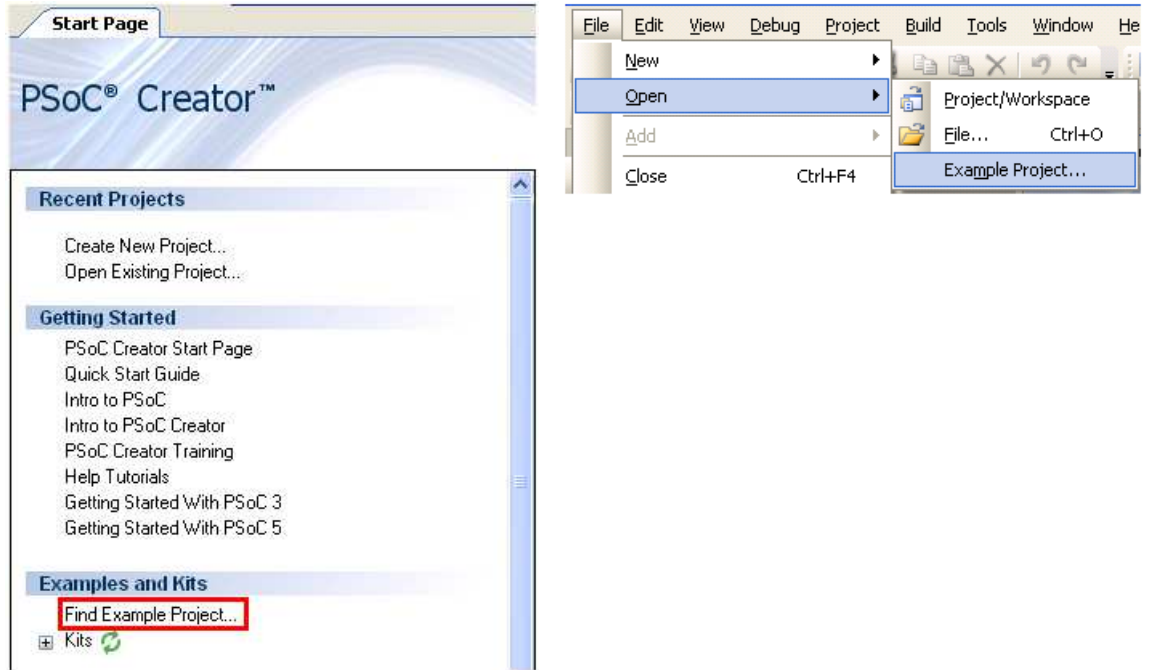 Start Page
PSoC® Creator™
Recent Projects
Create New Project...
Open Existing Project...
Getting Started
PSoC Creator Start Page
Quick Start Guide
Intro to PSoC
Intro to PSoC Creator
PSoC Creator Training
Help Tutorials
Getting Started With PSoC 3
Getting Started With PSoC 5
Examples and Kits
Find Example Project...
Kits
File Edit View Debug Project Build Tools Window He
New
Open
Add
Close Ctrl+F4
Project/Workspace
File... Ctrl+O
Example Project...